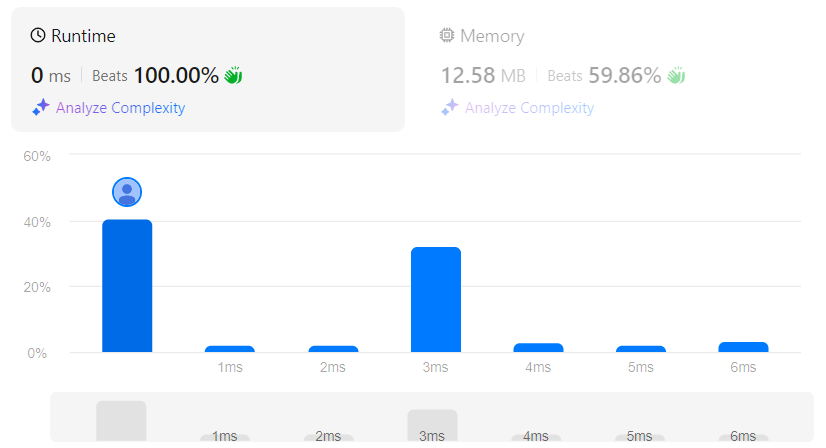 Runtime
0 ms Beats 100.00%
Analyze Complexity
Memory
12.58 MB Beats 59.86%
Analyze Complexity
60%
40%
20%
0%
1ms 2ms 3ms 4ms 5ms 6ms
1ms 2ms 3ms 4ms 5ms 6ms